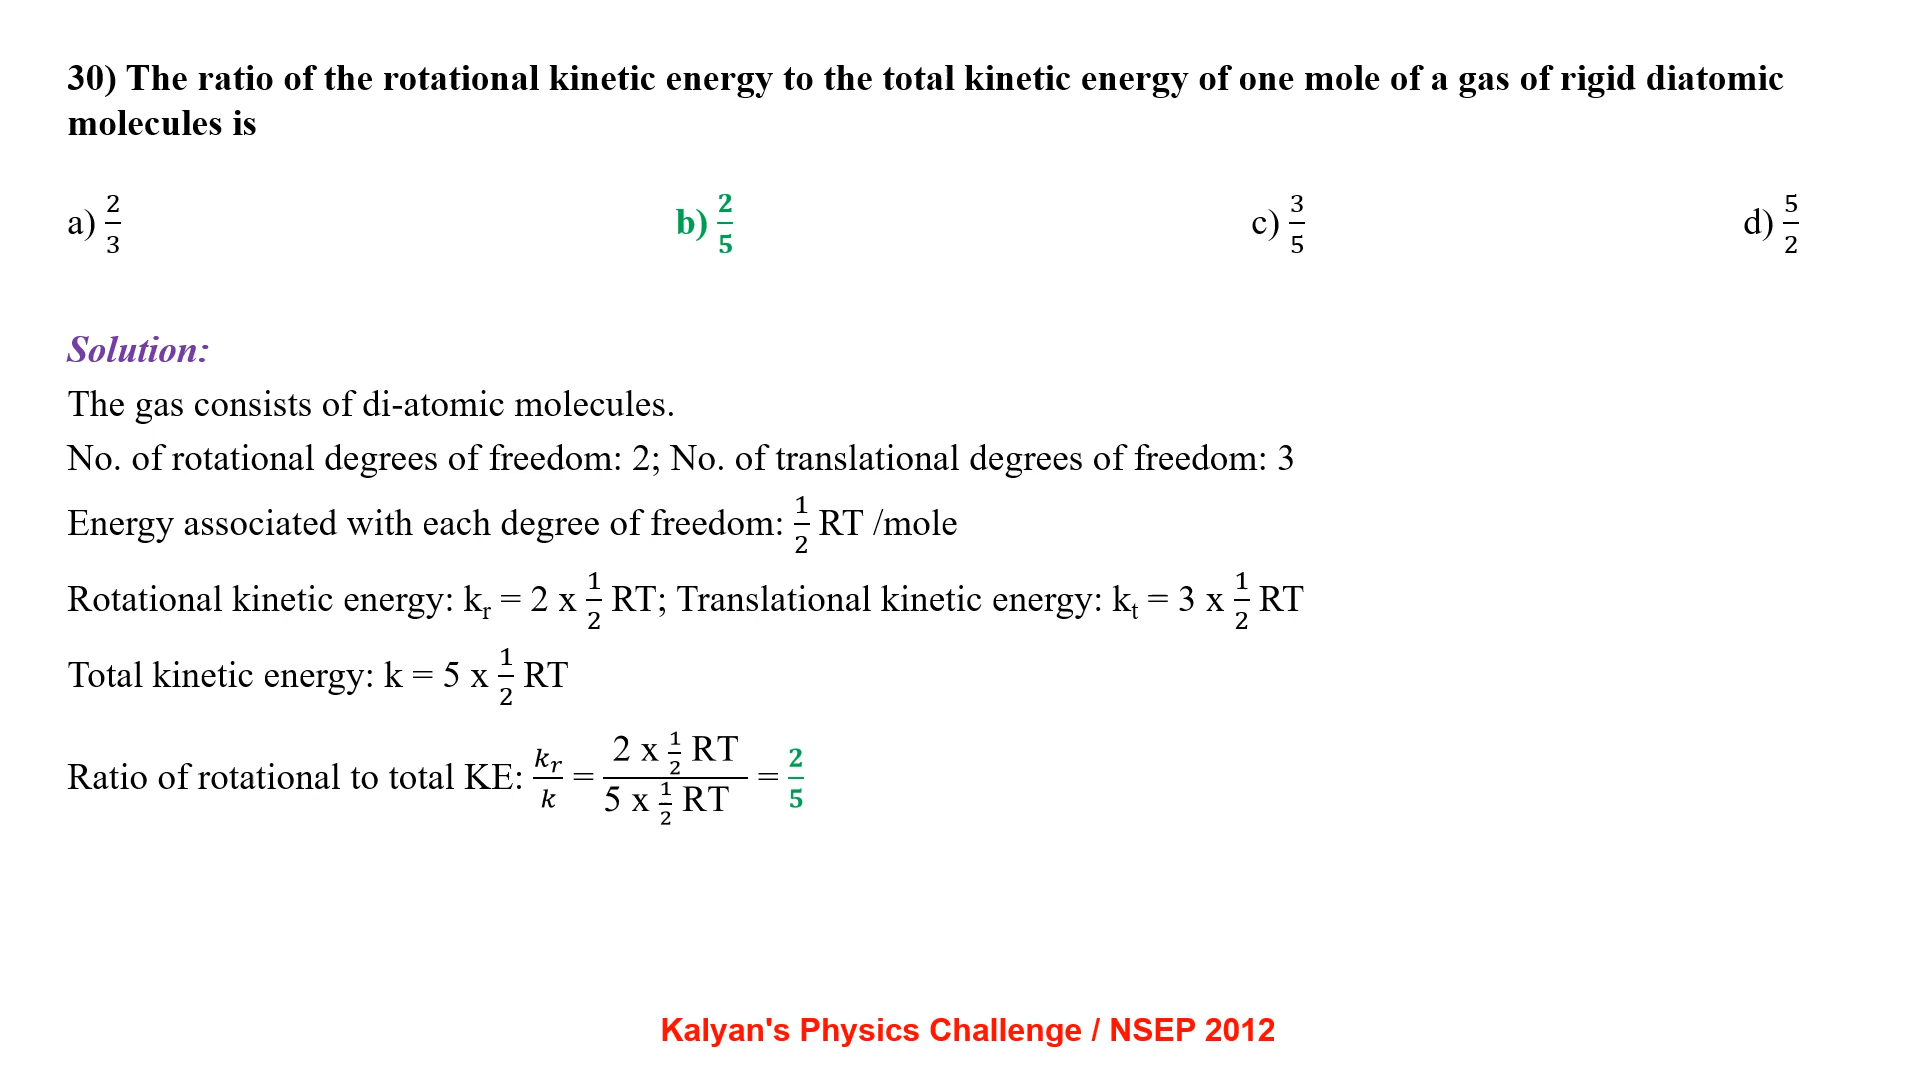 30) The ratio of the rotational kinetic energy to the total kinetic energy of one mole of a gas of rigid diatomic
molecules is
a) 2/3 b) 2/5 c) 3/5 d) 5/2
Solution:
The gas consists of di-atomic molecules.
No. of rotational degrees of freedom: 2; No. of translational degrees of freedom: 3
Energy associated with each degree of freedom: 1/2 RT /mole
Rotational kinetic energy: kᵣ = 2 x 1/2 RT; Translational kinetic energy: kₜ = 3 x 1/2 RT
Total kinetic energy: k = 5 x 1/2 RT
Ratio of rotational to total KE: kᵣ/k = (2 x 1/2 RT)/(5 x 1/2 RT) = 2/5
Kalyan's Physics Challenge / NSEP 2012